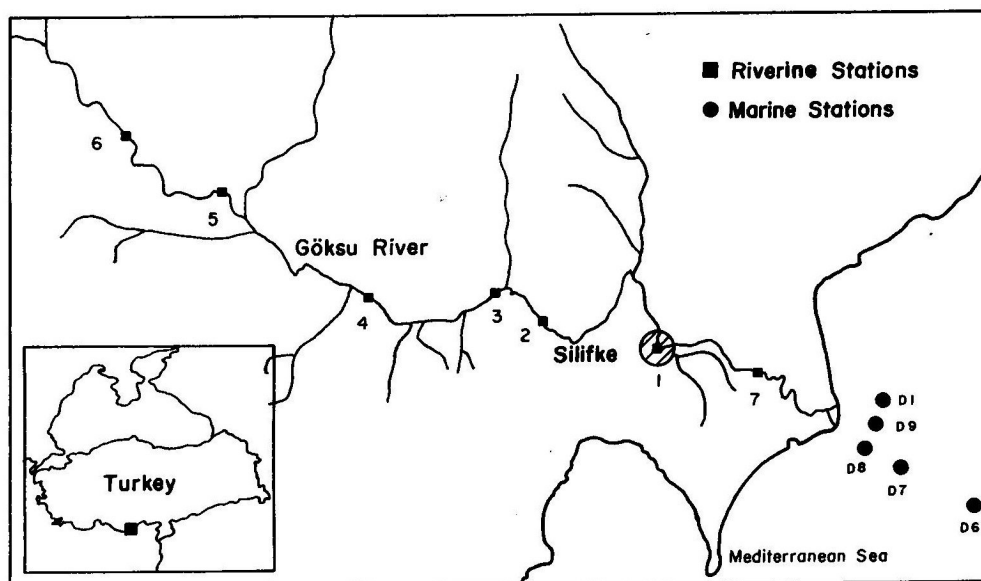 Riverine Stations
Marine Stations
6
5
Göksu River
4
3
2
Silifke
1
7
D1
D9
D8
D7
D6
Turkey
Mediterranean Sea